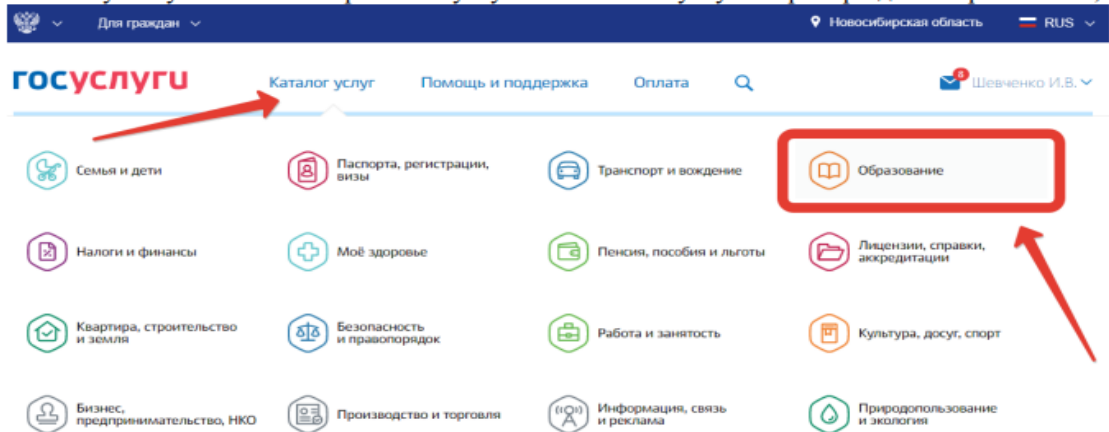 Для граждан
Новосибирская область
RUS
госуслуги
Каталог услуг
Помощь и поддержка
Оплата
8
Шевченко И.В.
Семья и дети
Паспорта, регистрации,
визы
Транспорт и вождение
Образование
Налоги и финансы
Моё здоровье
Пенсия, пособия и льготы
Лицензии, справки,
аккредитации
Квартира, строительство
и земля
Безопасность
и правопорядок
Работа и занятость
Культура, досуг, спорт
Бизнес,
предпринимательство, НКО
Производство и торговля
Информация, связь
и реклама
Природопользование
и экология